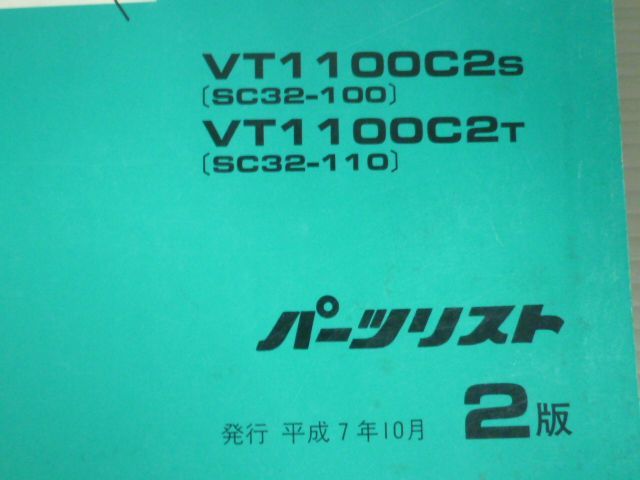 VT1100C2S
〔SC32-100〕
VT1100C2T
〔SC32-110〕
パーツリスト
2版
発行 平成7年10月